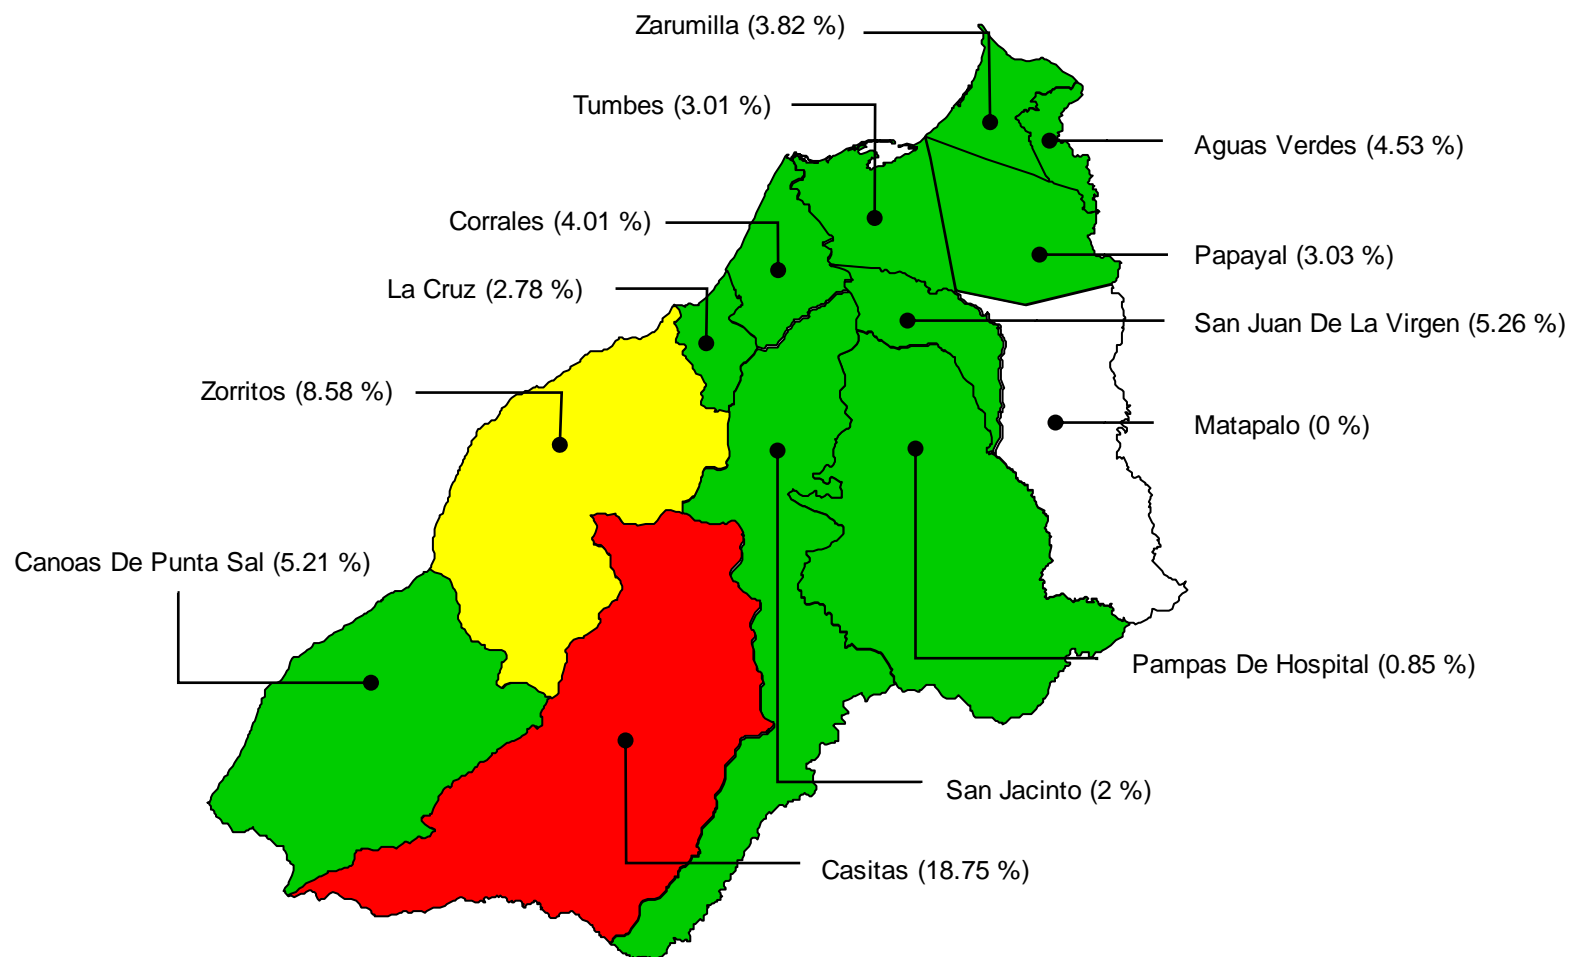 Zarumilla (3.82 %)
Tumbes (3.01 %)
Aguas Verdes (4.53 %)
Corrales (4.01 %)
Papayal (3.03 %)
La Cruz (2.78 %)
San Juan De La Virgen (5.26 %)
Zorritos (8.58 %)
Matapalo (0 %)
Canoas De Punta Sal (5.21 %)
Pampas De Hospital (0.85 %)
San Jacinto (2 %)
Casitas (18.75 %)